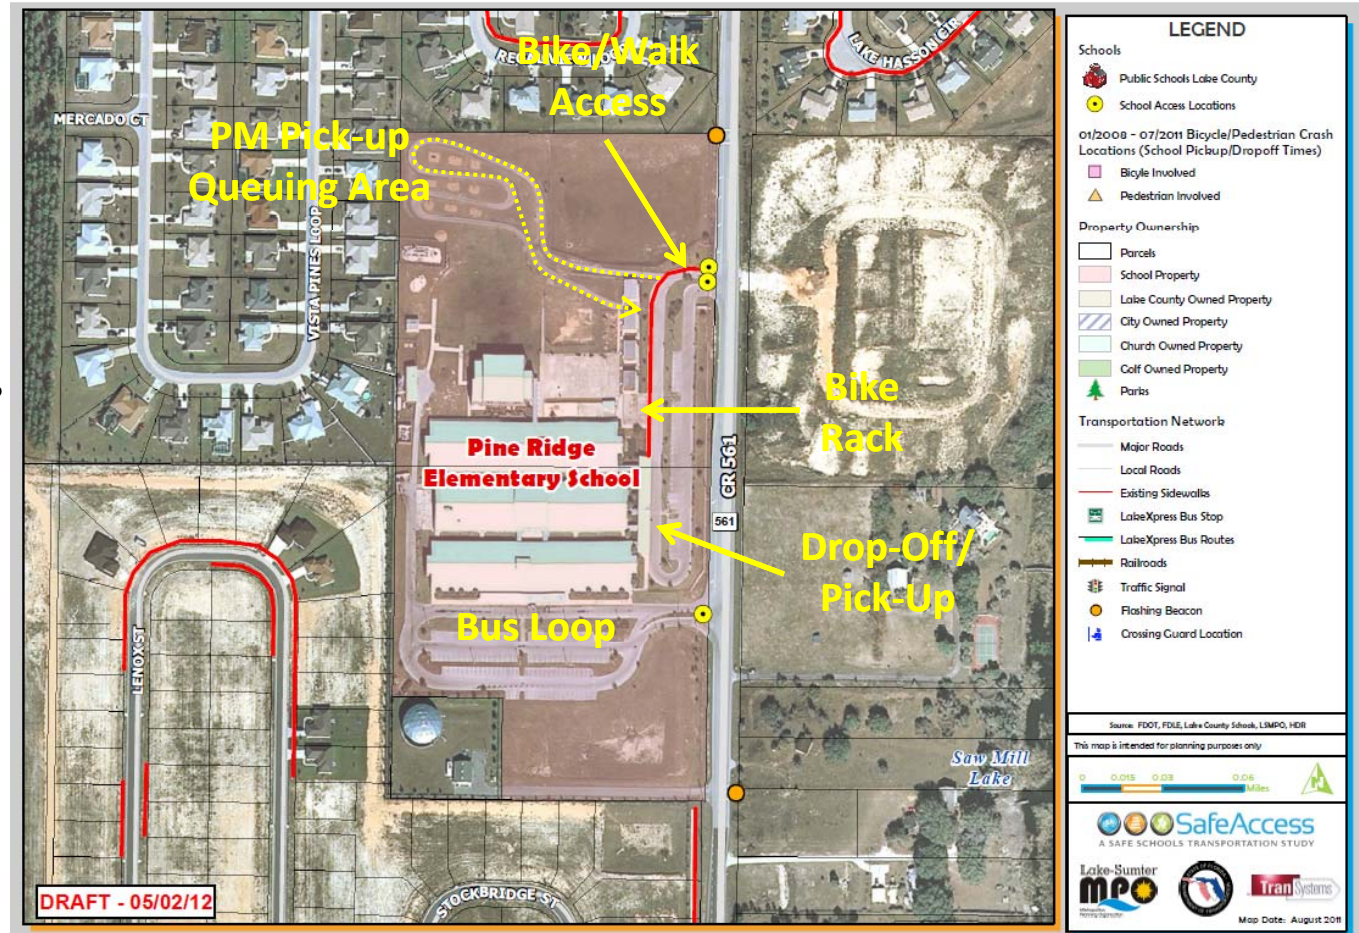 Bike/Walk
Access
LAKE HASSON CIR
MERCADO CT
PM Pick-up
Queuing Area
VISTA PINES LOOP
Bike
Rack
Pine Ridge
Elementary School
CR 561
561
Drop-Off/
Pick-Up
Bus Loop
LENOX ST
Saw Mill
Lake
STOCKBRIDGE ST
DRAFT - 05/02/12
LEGEND
Schools
Public Schools Lake County
School Access Locations
01/2008 - 07/2011 Bicycle/Pedestrian Crash
Locations (School Pickup/Dropoff Times)
Bicyle Involved
Pedestrian Involved
Property Ownership
Parcels
School Property
Lake County Owned Property
City Owned Property
Church Owned Property
Golf Owned Property
Parks
Transportation Network
Major Roads
Local Roads
Existing Sidewalks
LakeXpress Bus Stop
LakeXpress Bus Routes
Railroads
Traffic Signal
Flashing Beacon
Crossing Guard Location
Source: FDOT, FDLE, Lake County Schools, LSMPO, HDR
This map is intended for planning purposes only
0 0.015 0.03 0.06
Miles
N
SafeAccess
A SAFE SCHOOLS TRANSPORTATION STUDY
Lake-Sumter
MPO
TranSystems
Map Date: August 2011